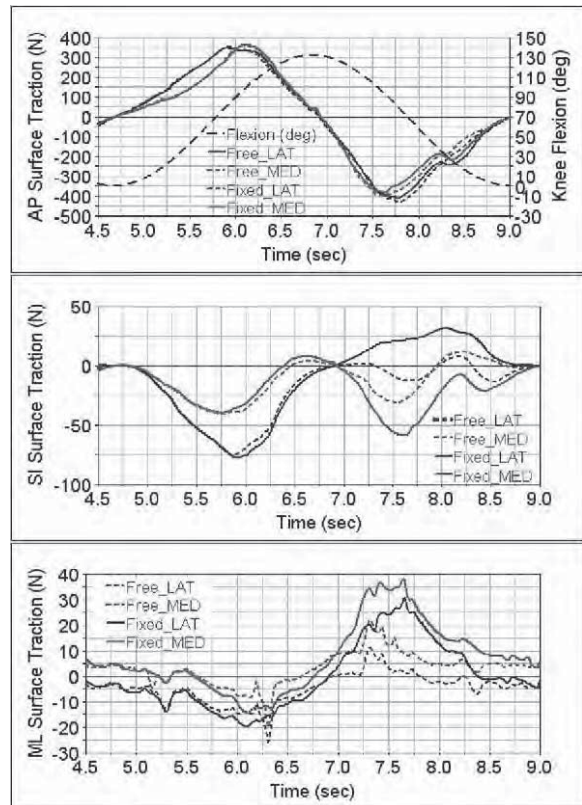 AP Surface Traction (N)
400
300
200
100
0
-100
-200
-300
-400
-500
Flexion (deg)
Free_LAT
Free_MED
Fixed_LAT
Fixed_MED
150
130
110
90
70
50
30
10
-10
-30
Knee Flexion (deg)
4.5 5.0 5.5 6.0 6.5 7.0 7.5 8.0 8.5 9.0
Time (sec)
SI Surface Traction (N)
50
0
-50
-100
Free_LAT
Free_MED
Fixed_LAT
Fixed_MED
4.5 5.0 5.5 6.0 6.5 7.0 7.5 8.0 8.5 9.0
Time (sec)
ML Surface Traction (N)
40
30
20
10
0
-10
-20
-30
Free_LAT
Free_MED
Fixed_LAT
Fixed_MED
4.5 5.0 5.5 6.0 6.5 7.0 7.5 8.0 8.5 9.0
Time (sec)